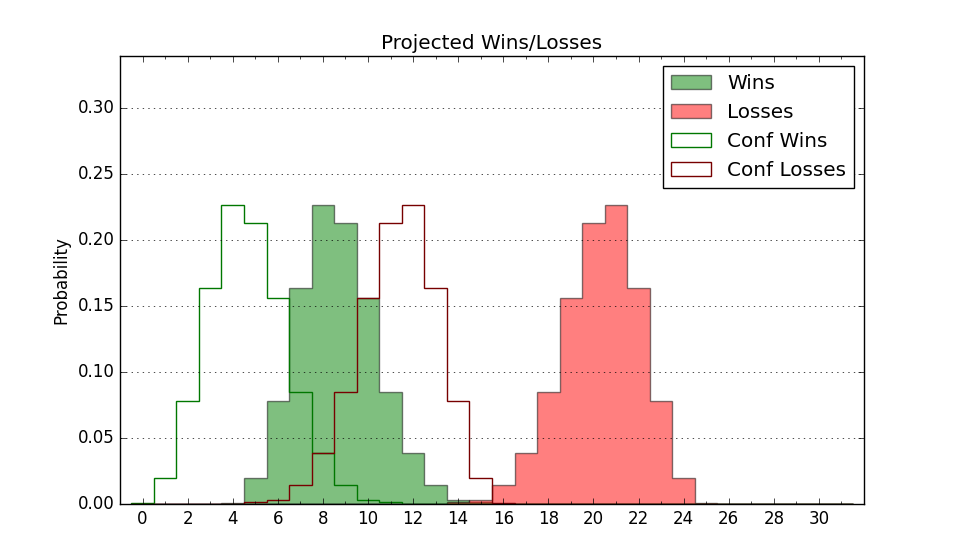 Projected Wins/Losses
Wins
Losses
Conf Wins
Conf Losses
Probability
0.30
0.25
0.20
0.15
0.10
0.05
0.00
0 2 4 6 8 10 12 14 16 18 20 22 24 26 28 30